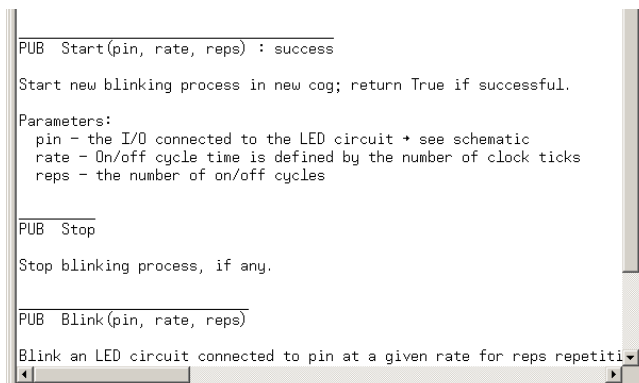 PUB  Start(pin, rate, reps) : success
Start new blinking process in new cog; return True if successful.
Parameters:
pin – the I/O connected to the LED circuit → see schematic
rate – On/off cycle time is defined by the number of clock ticks
reps – the number of on/off cycles
PUB  Stop
Stop blinking process, if any.
PUB  Blink(pin, rate, reps)
Blink an LED circuit connected to pin at a given rate for reps repetiti